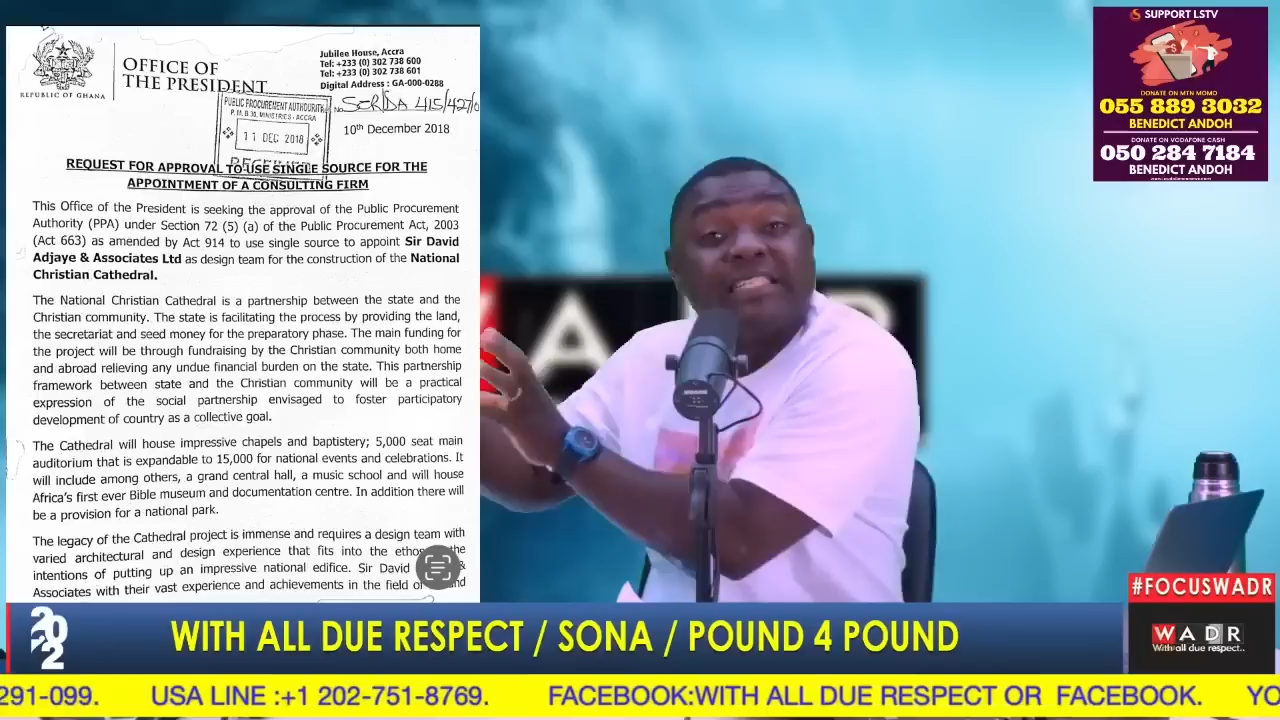 OFFICE OF
THE PRESIDENT
REPUBLIC OF GHANA
Jubilee House, Accra
Tel: +233 (0) 302 738 600
Tel: +233 (0) 302 738 601
Digital Address : GA-000-0288
PUBLIC PROCUREMENT AUTHORITY
P. M. B 30, MINISTRIES - ACCRA
11 DEC 2018
RECEIVED
No SCR/DA 415/427/0
10th December 2018
REQUEST FOR APPROVAL TO USE SINGLE SOURCE FOR THE
APPOINTMENT OF A CONSULTING FIRM
This Office of the President is seeking the approval of the Public Procurement
Authority (PPA) under Section 72 (5) (a) of the Public Procurement Act, 2003
(Act 663) as amended by Act 914 to use single source to appoint Sir David
Adjaye & Associates Ltd as design team for the construction of the National
Christian Cathedral.
The National Christian Cathedral is a partnership between the state and the
Christian community. The state is facilitating the process by providing the land,
the secretariat and seed money for the preparatory phase. The main funding for
the project will be through fundraising by the Christian community both home
and abroad relieving any undue financial burden on the state. This partnership
framework between state and the Christian community will be a practical
expression of the social partnership envisaged to foster participatory
development of country as a collective goal.
The Cathedral will house impressive chapels and baptistery; 5,000 seat main
auditorium that is expandable to 15,000 for national events and celebrations. It
will include among others, a grand central hall, a music school and will house
Africa's first ever Bible museum and documentation centre. In addition there will
be a provision for a national park.
The legacy of the Cathedral project is immense and requires a design team with
varied architectural and design experience that fits into the ethos the
intentions of putting up an impressive national edifice. Sir David &
Associates with their vast experience and achievements in the field of and
SUPPORT LSTV
DONATE ON MTN MOMO
055 889 3032
BENEDICT ANDOH
DONATE ON VODAFONE CASH
050 284 7184
BENEDICT ANDOH
A
#FOCUSWADR
WADR
With all due respect..
2022
WITH ALL DUE RESPECT / SONA / POUND 4 POUND
291-099. USA LINE :+1 202-751-8769. FACEBOOK:WITH ALL DUE RESPECT OR FACEBOOK. YO